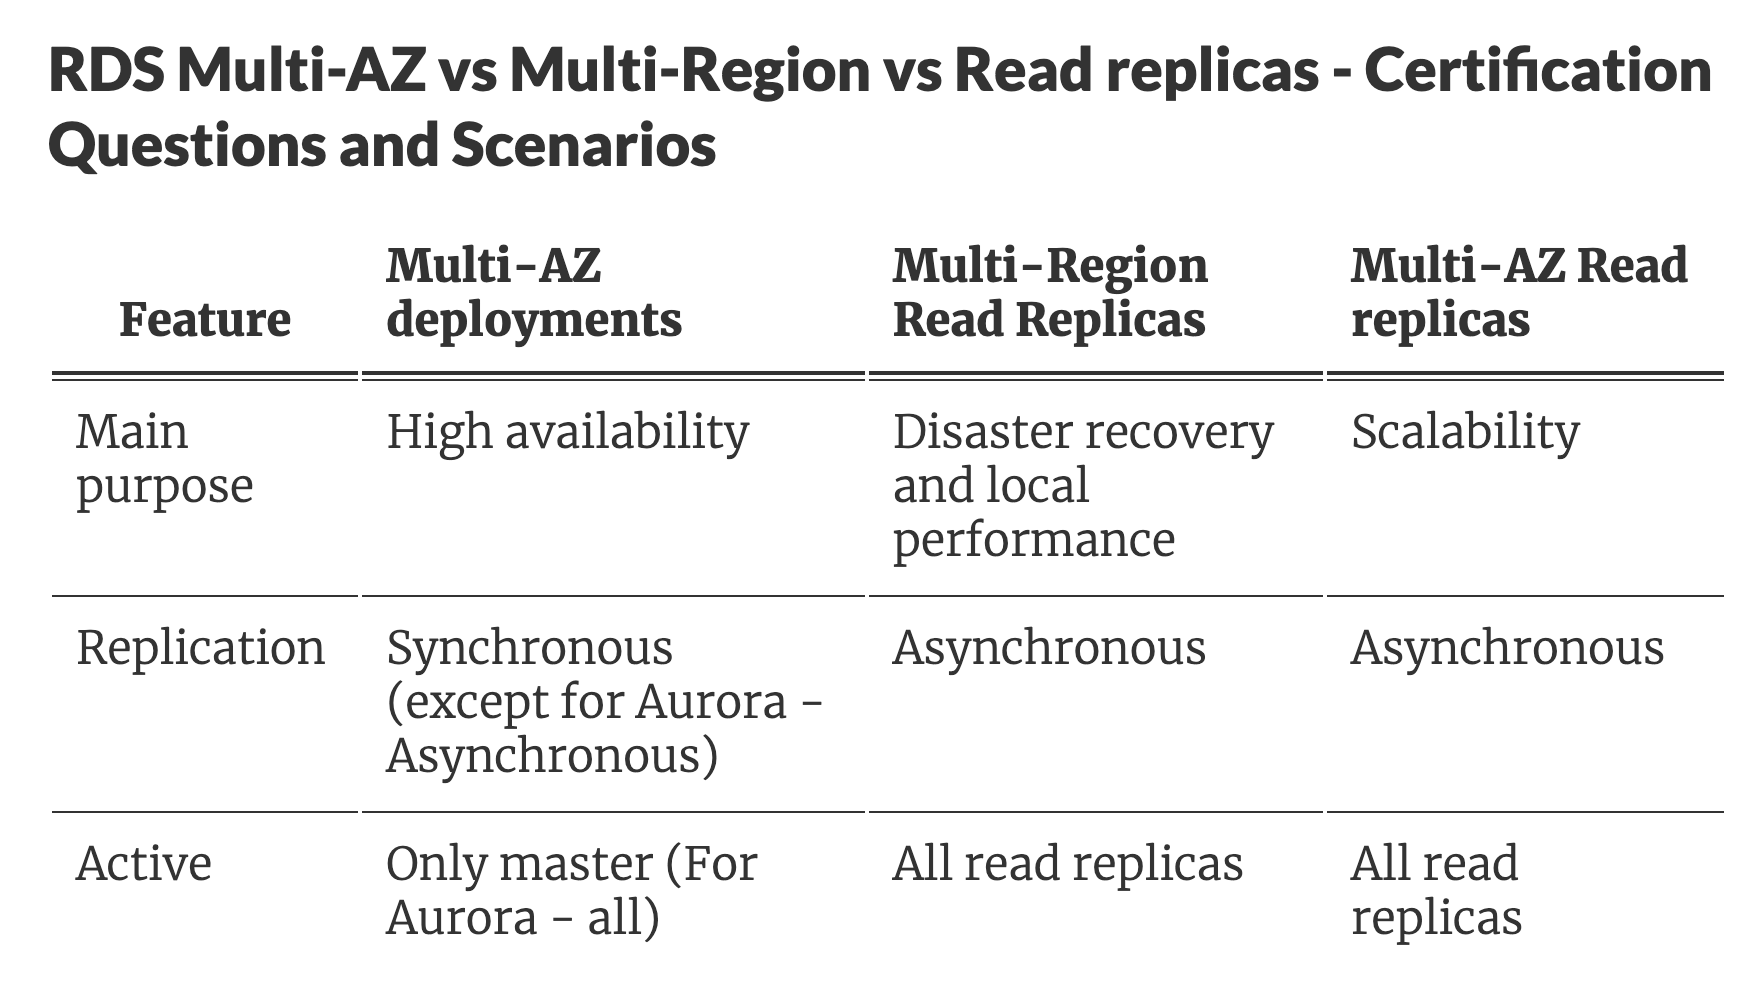 RDS Multi-AZ vs Multi-Region vs Read replicas - Certification
Questions and Scenarios
Feature
Multi-AZ
deployments
Multi-Region
Read Replicas
Multi-AZ Read
replicas
Main
purpose
High availability
Disaster recovery
and local
performance
Scalability
Replication
Synchronous
(except for Aurora -
Asynchronous)
Asynchronous
Asynchronous
Active
Only master (For
Aurora - all)
All read replicas
All read
replicas